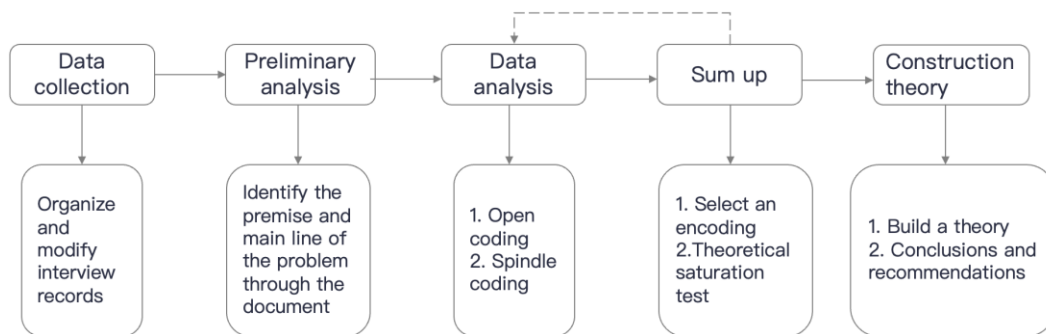 Data
collection
Preliminary
analysis
Data
analysis
Sum up
Construction
theory
Organize
and
modify
interview
records
Identify the
premise and
main line of
the problem
through the
document
1. Open
coding
2. Spindle
coding
1. Select an
encoding
2.Theoretical
saturation
test
1. Build a theory
2. Conclusions and
recommendations